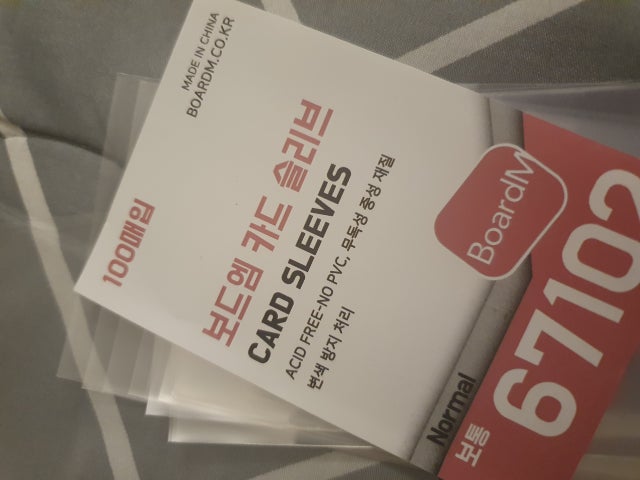 MADE IN CHINA
BOARDM.CO.KR
100매입
보드엠 카드 슬리브
CARD SLEEVES
ACID FREE-NO PVC, 무독성 중성 재질
변색 방지 처리
BoardM
Normal
보통
67102